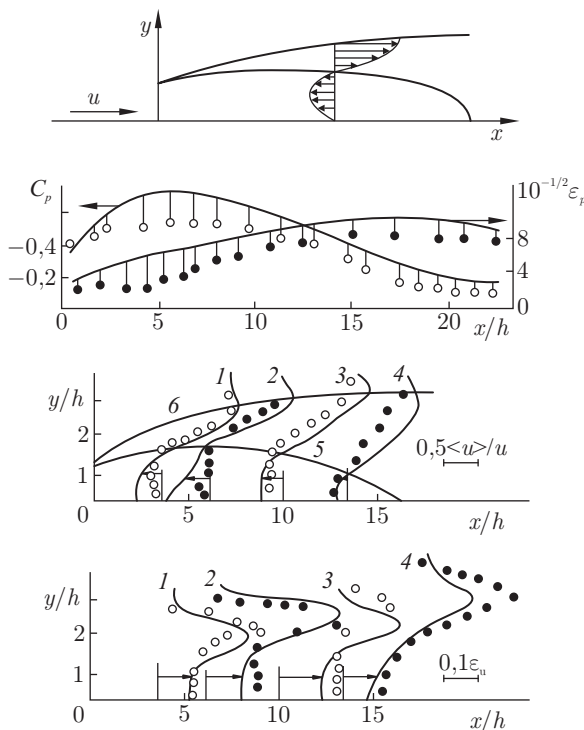 y
u
x
C_p
10^{-1/2}ε_p
−0,4
8
−0,2
4
0
0 5 10 15 20
x/h
1 2 3 4
y/h
6
2
5
0,5<u>/u
1
0 5 10 15
x/h
4
1 2 3
y/h
2
1
0,1ε_u
0
5 10 15
x/h